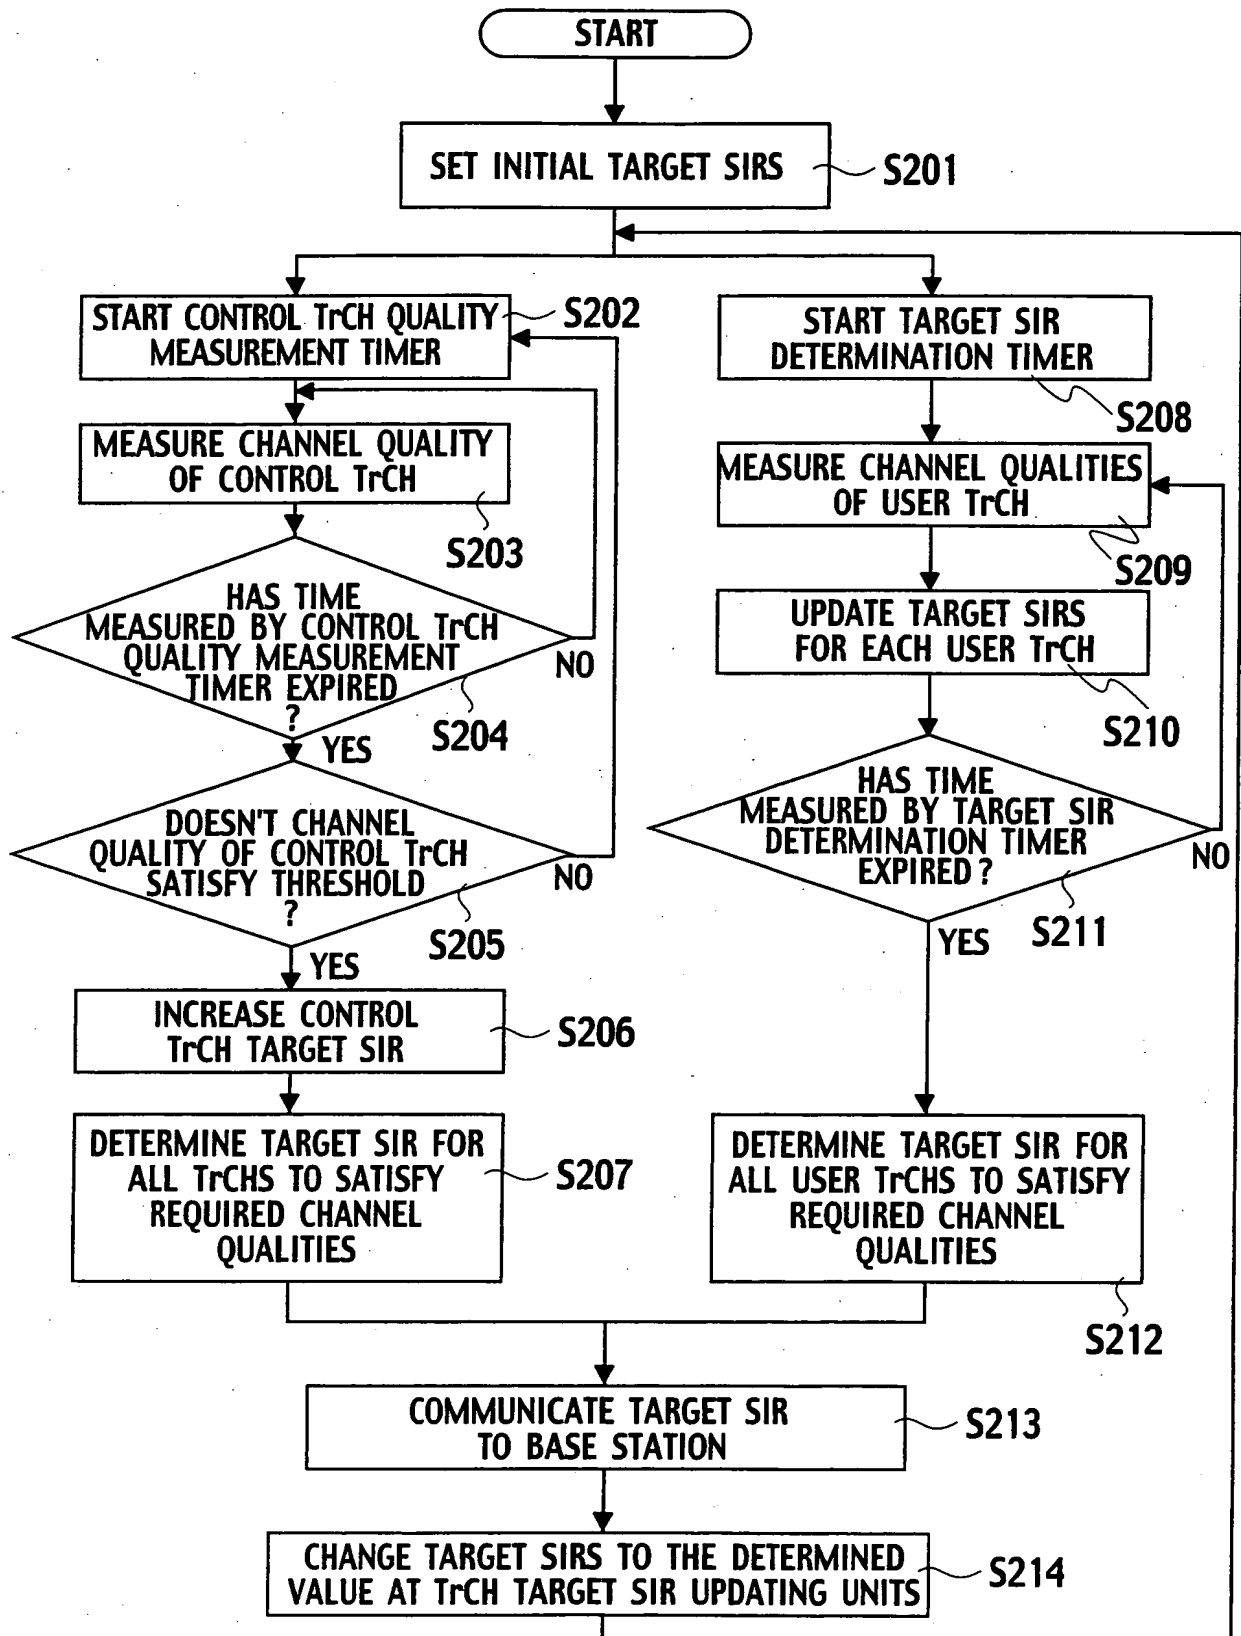 START
SET INITIAL TARGET SIRS
S201
START CONTROL TrCH QUALITY
MEASUREMENT TIMER
S202
MEASURE CHANNEL QUALITY
OF CONTROL TrCH
S203
HAS TIME
MEASURED BY CONTROL TrCH
QUALITY MEASUREMENT
TIMER EXPIRED
?
NO
S204
YES
DOESN'T CHANNEL
QUALITY OF CONTROL TrCH
SATISFY THRESHOLD
?
NO
S205
YES
INCREASE CONTROL
TrCH TARGET SIR
S206
DETERMINE TARGET SIR FOR
ALL TrCHS TO SATISFY
REQUIRED CHANNEL
QUALITIES
S207
START TARGET SIR
DETERMINATION TIMER
S208
MEASURE CHANNEL QUALITIES
OF USER TrCH
S209
UPDATE TARGET SIRS
FOR EACH USER TrCH
S210
HAS TIME
MEASURED BY TARGET SIR
DETERMINATION TIMER
EXPIRED ?
NO
S211
YES
DETERMINE TARGET SIR FOR
ALL USER TrCHS TO SATISFY
REQUIRED CHANNEL
QUALITIES
S212
COMMUNICATE TARGET SIR
TO BASE STATION
S213
CHANGE TARGET SIRS TO THE DETERMINED
VALUE AT TrCH TARGET SIR UPDATING UNITS
S214